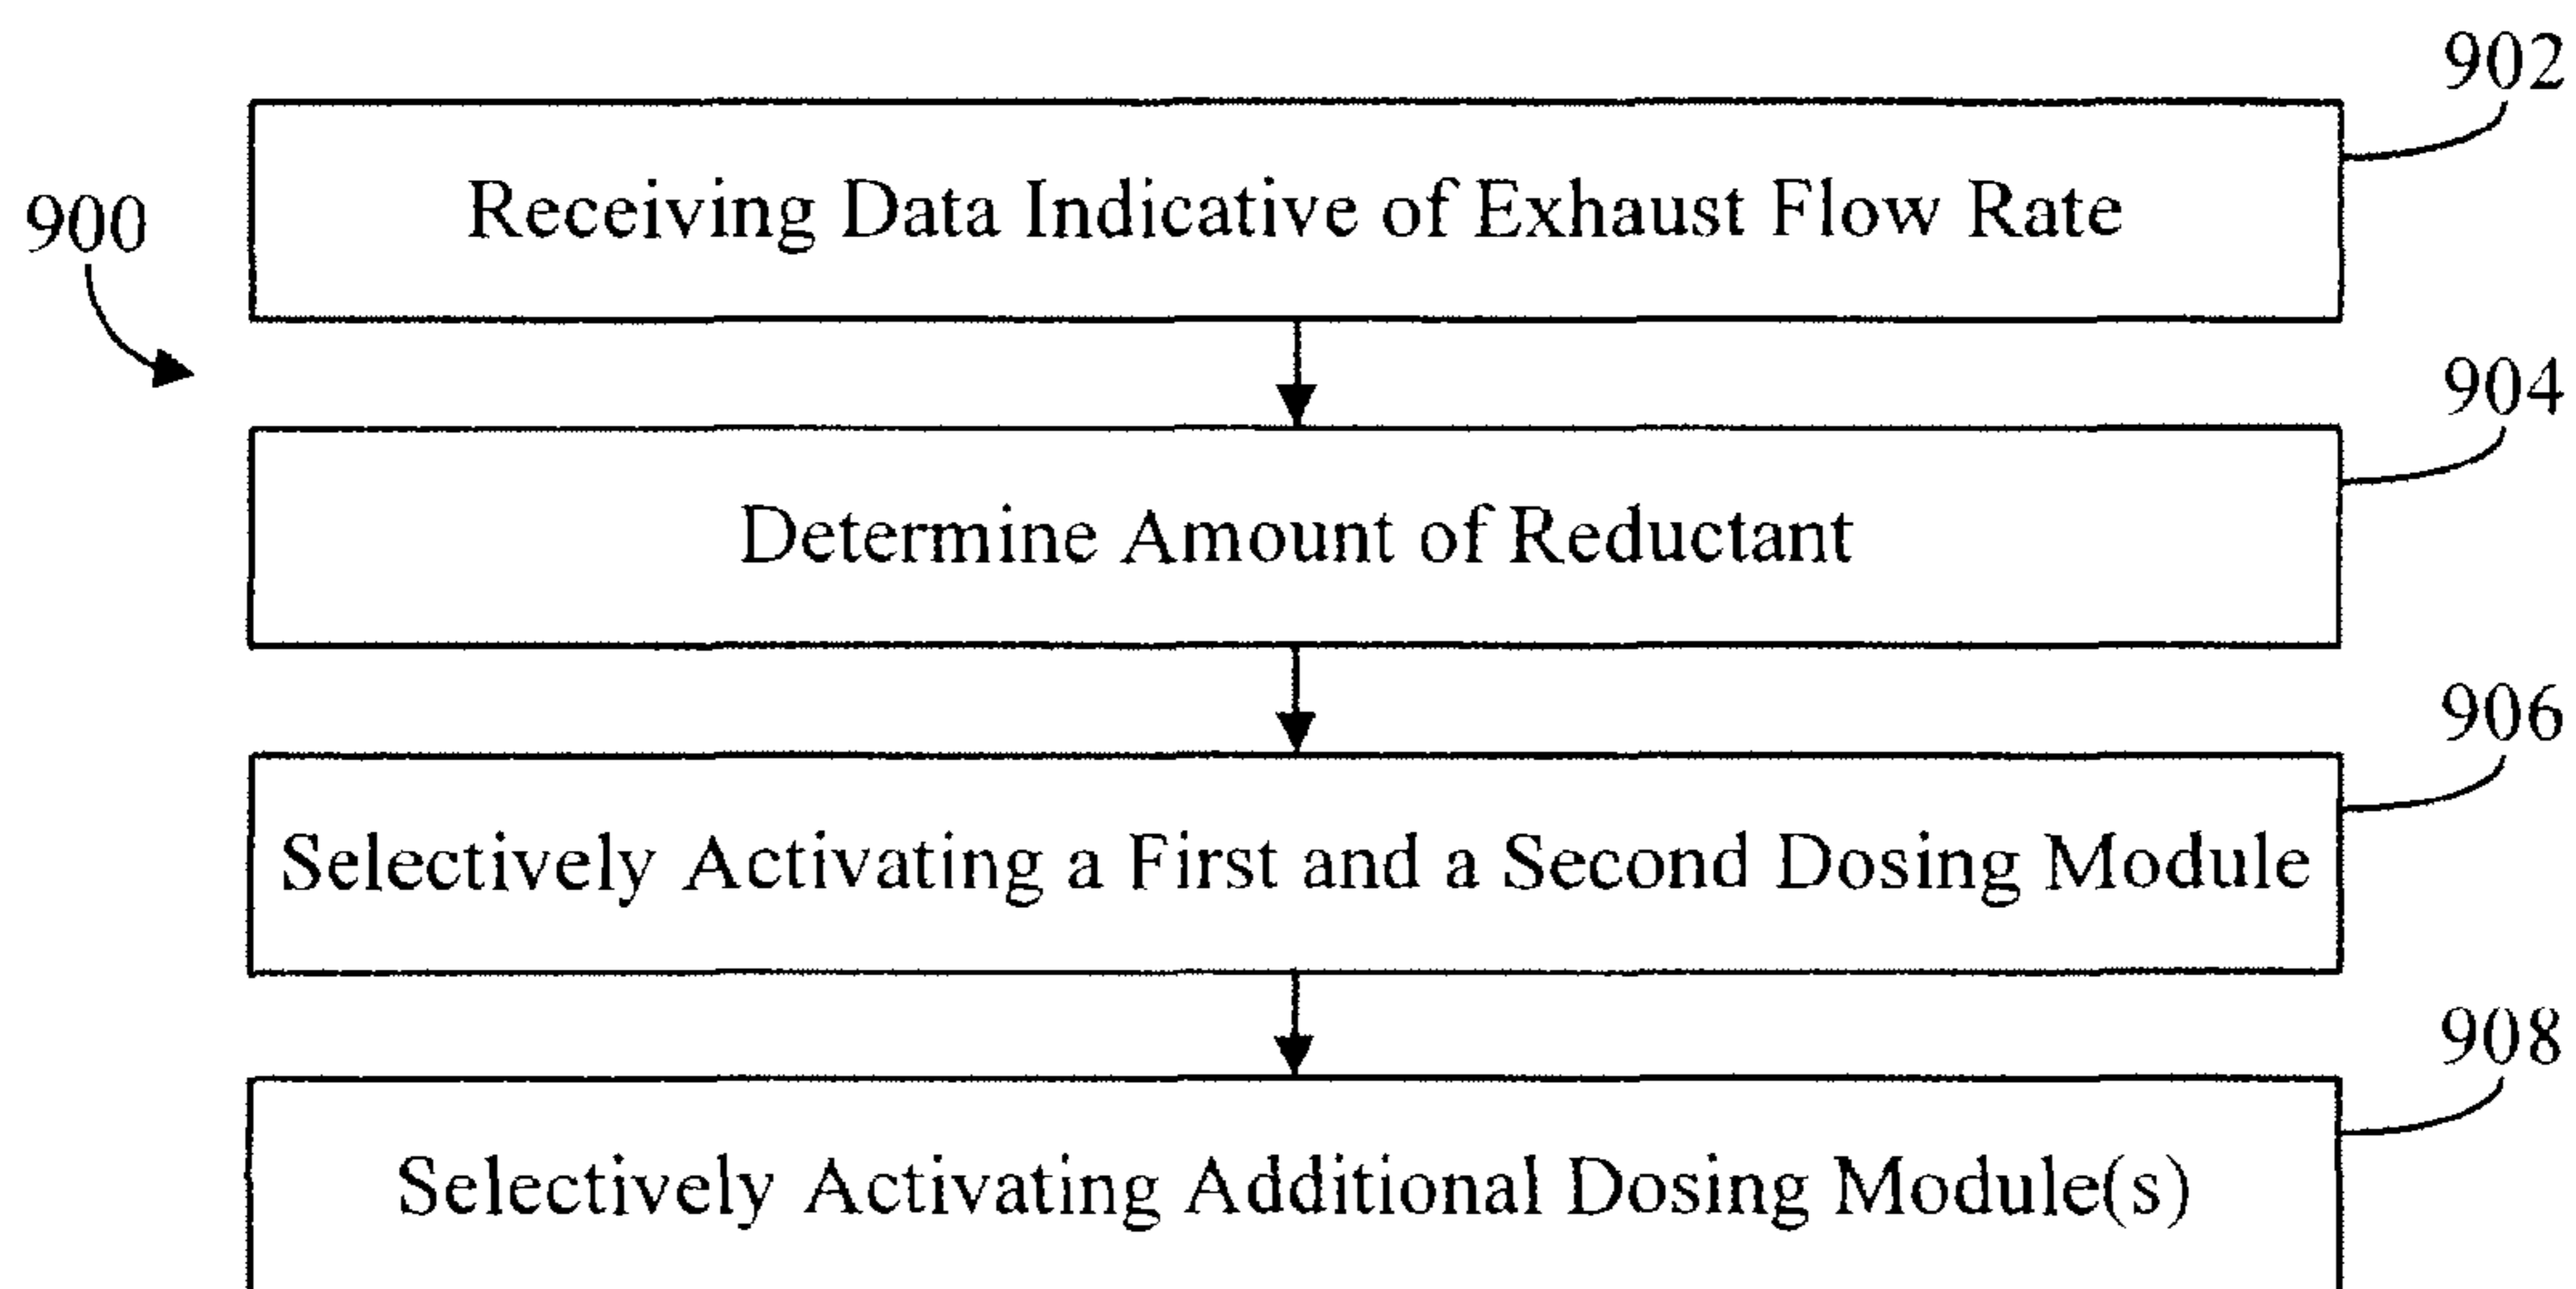 902
900
Receiving Data Indicative of Exhaust Flow Rate
904
Determine Amount of Reductant
906
Selectively Activating a First and a Second Dosing Module
908
Selectively Activating Additional Dosing Module(s)